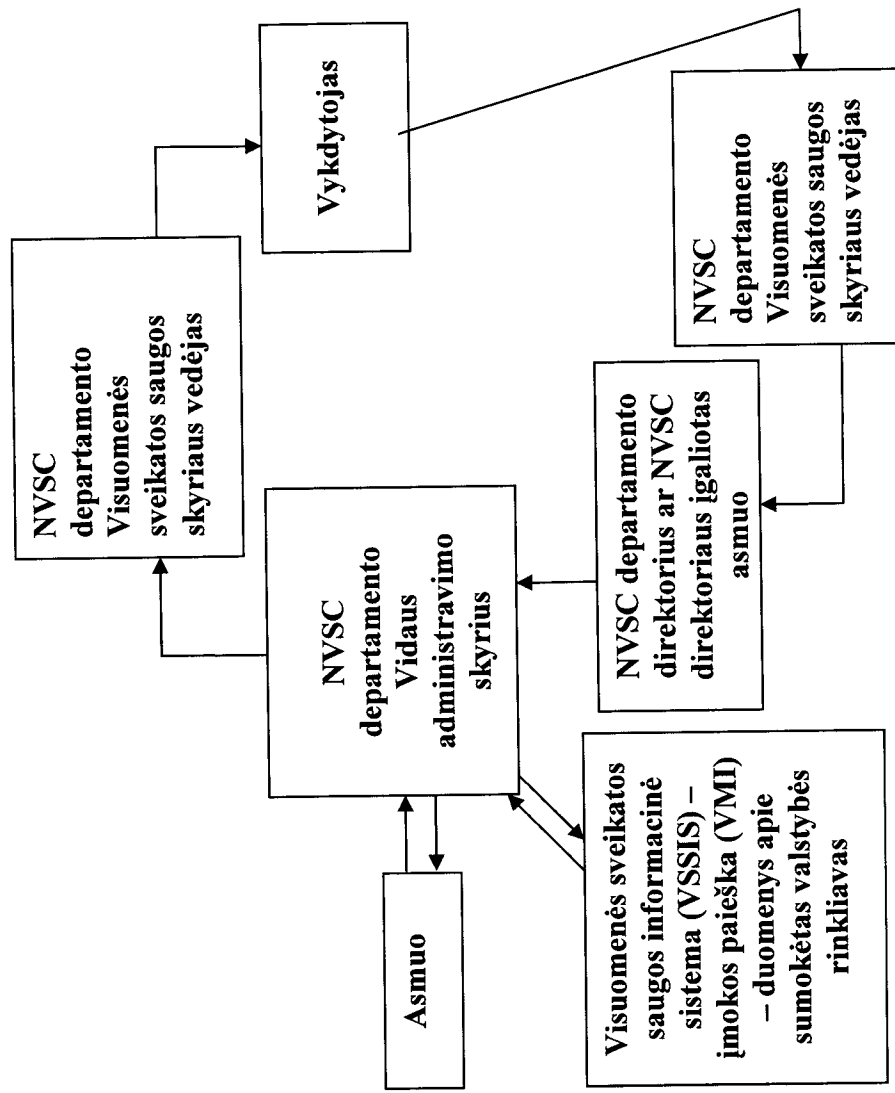 Asmuo
NVSC
departamento
Vidaus
administravimo
skyrius
NVSC
departamento
Visuomenės
sveikatos saugos
skyriaus vedėjas
Vykdytojas
Visuomenės sveikatos
saugos informacinė
sistema (VSSIS) –
įmokos paieška (VMI)
– duomenys apie
sumokėtas valstybės
rinkliavas
NVSC departamento
direktorius ar NVSC
direktoriaus įgaliotas
asmuo
NVSC
departamento
Visuomenės
sveikatos saugos
skyriaus vedėjas